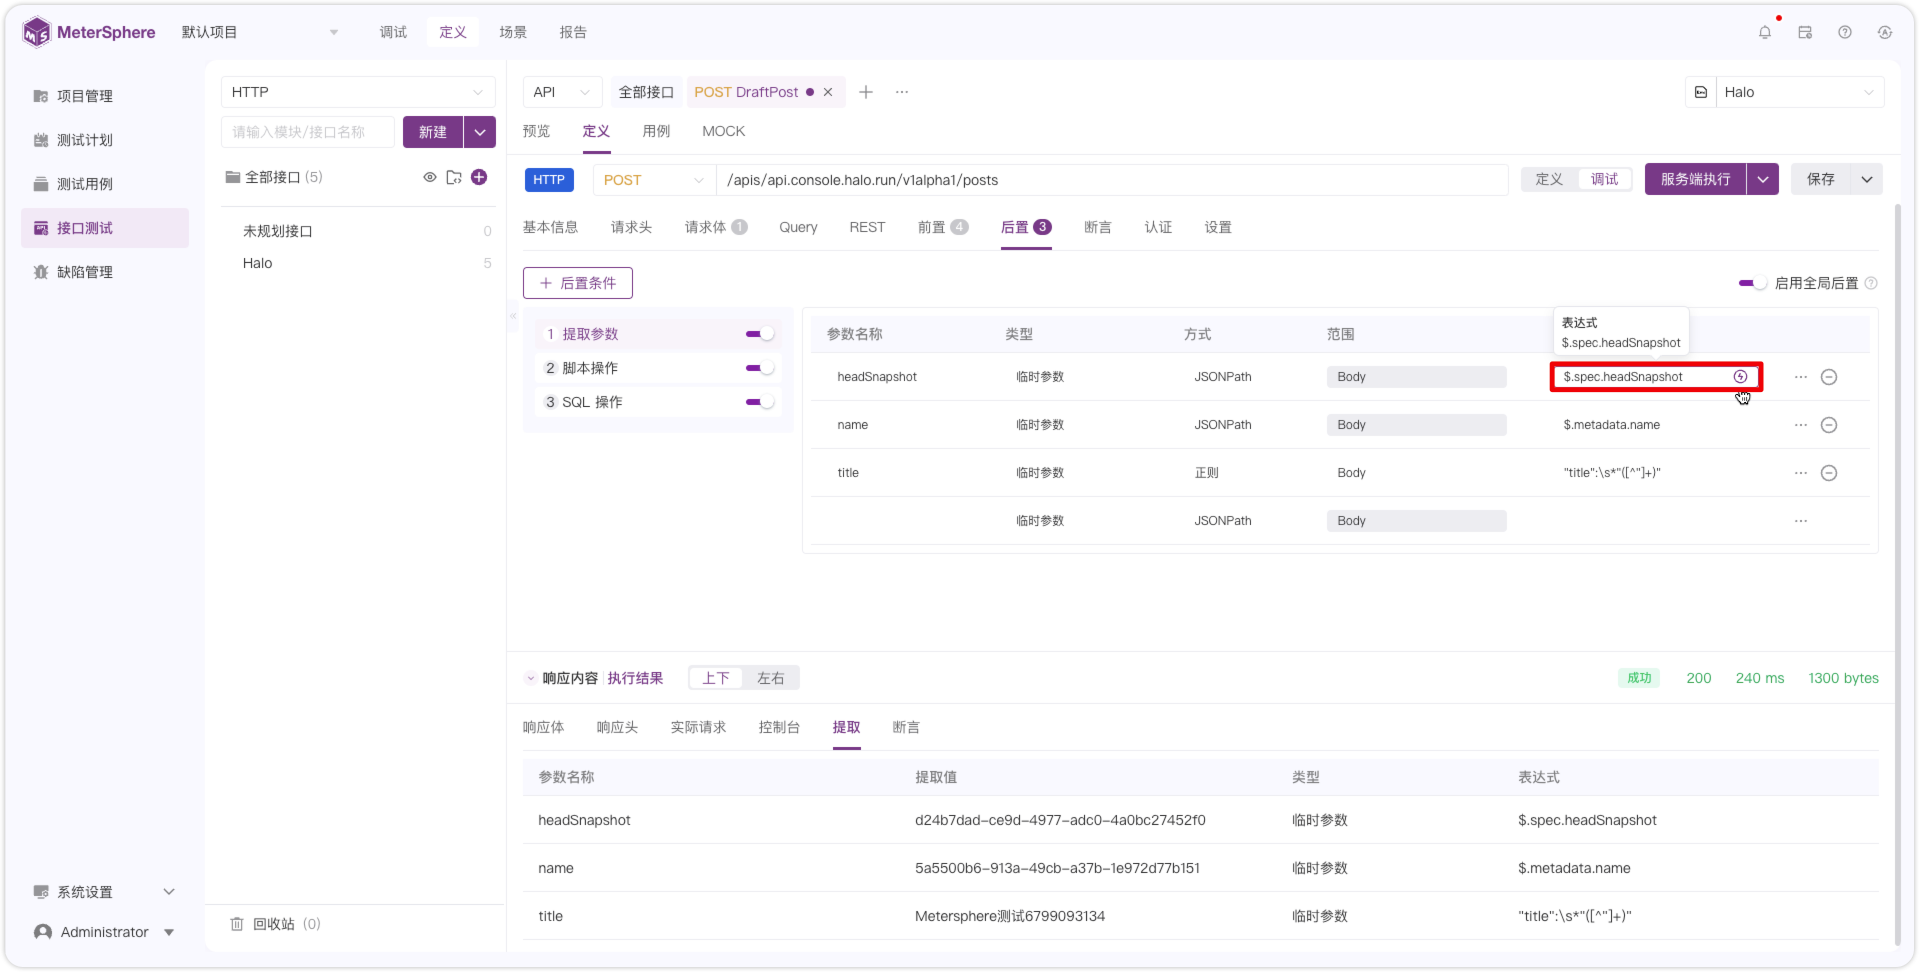 MeterSphere 默认项目 调试 定义 场景 报告
项目管理
测试计划
测试用例
接口测试
缺陷管理
系统设置
Administrator
HTTP
请输入模块/接口名称 新建
全部接口 (5)
未规划接口 0
Halo 5
回收站 (0)
API 全部接口 POST DraftPost Halo
预览 定义 用例 MOCK
HTTP POST /apis/api.console.halo.run/v1alpha1/posts 定义 调试 服务端执行 保存
基本信息 请求头 请求体 1 Query REST 前置 4 后置 3 断言 认证 设置
后置条件 启用全局后置
1 提取参数
2 脚本操作
3 SQL 操作
表达式
$.spec.headSnapshot
参数名称 类型 方式 范围
headSnapshot 临时参数 JSONPath Body $.spec.headSnapshot
name 临时参数 JSONPath Body $.metadata.name
title 临时参数 正则 Body "title":\s*"([^"]+)"
临时参数 JSONPath Body
响应内容 执行结果 上下 左右 成功 200 240 ms 1300 bytes
响应体 响应头 实际请求 控制台 提取 断言
参数名称 提取值 类型 表达式
headSnapshot d24b7dad-ce9d-4977-adc0-4a0bc27452f0 临时参数 $.spec.headSnapshot
name 5a5500b6-913a-49cb-a37b-1e972d77b151 临时参数 $.metadata.name
title Metersphere测试6799093134 临时参数 "title":\s*"([^"]+)"